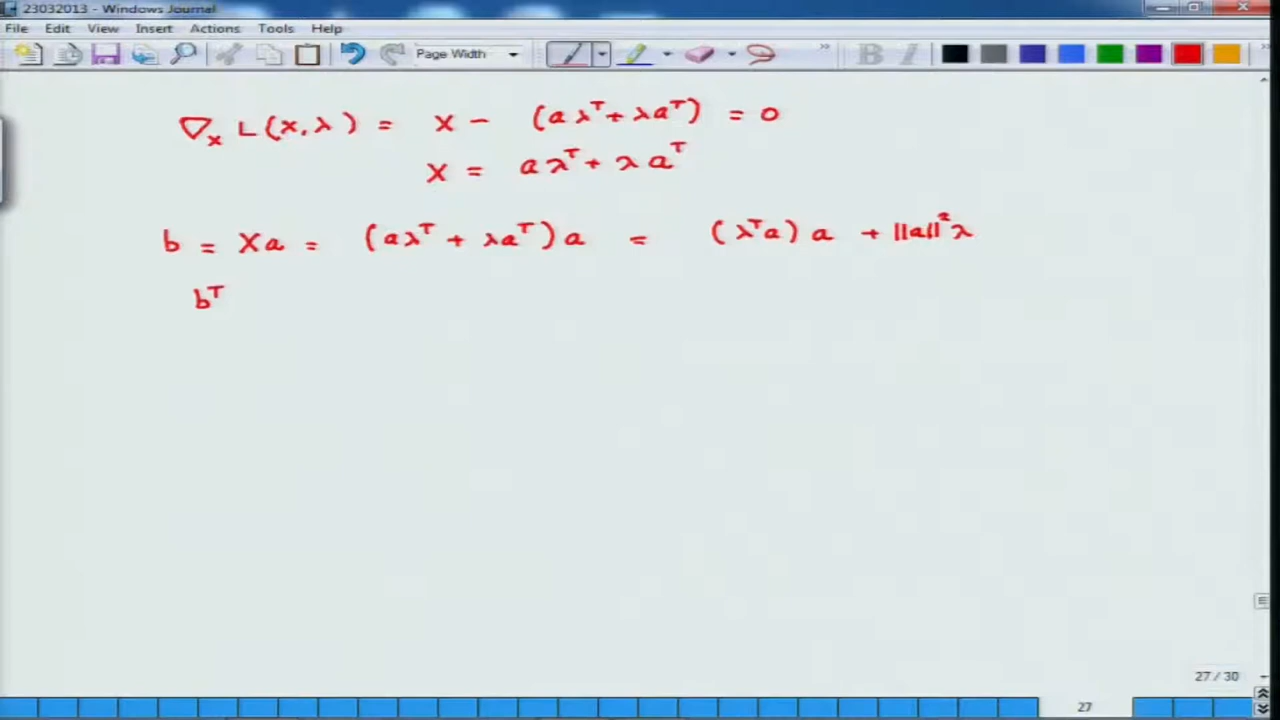 23032013 - Windows Journal
File Edit View Insert Actions Tools Help
Page Width
B I
∇ₓ L(x, λ) = X − (aλᵀ + λaᵀ) = 0
X = aλᵀ + λaᵀ
b = Xa = (aλᵀ + λaᵀ)a = (λᵀa)a + ||a||²λ
bᵀ
27 / 30
27